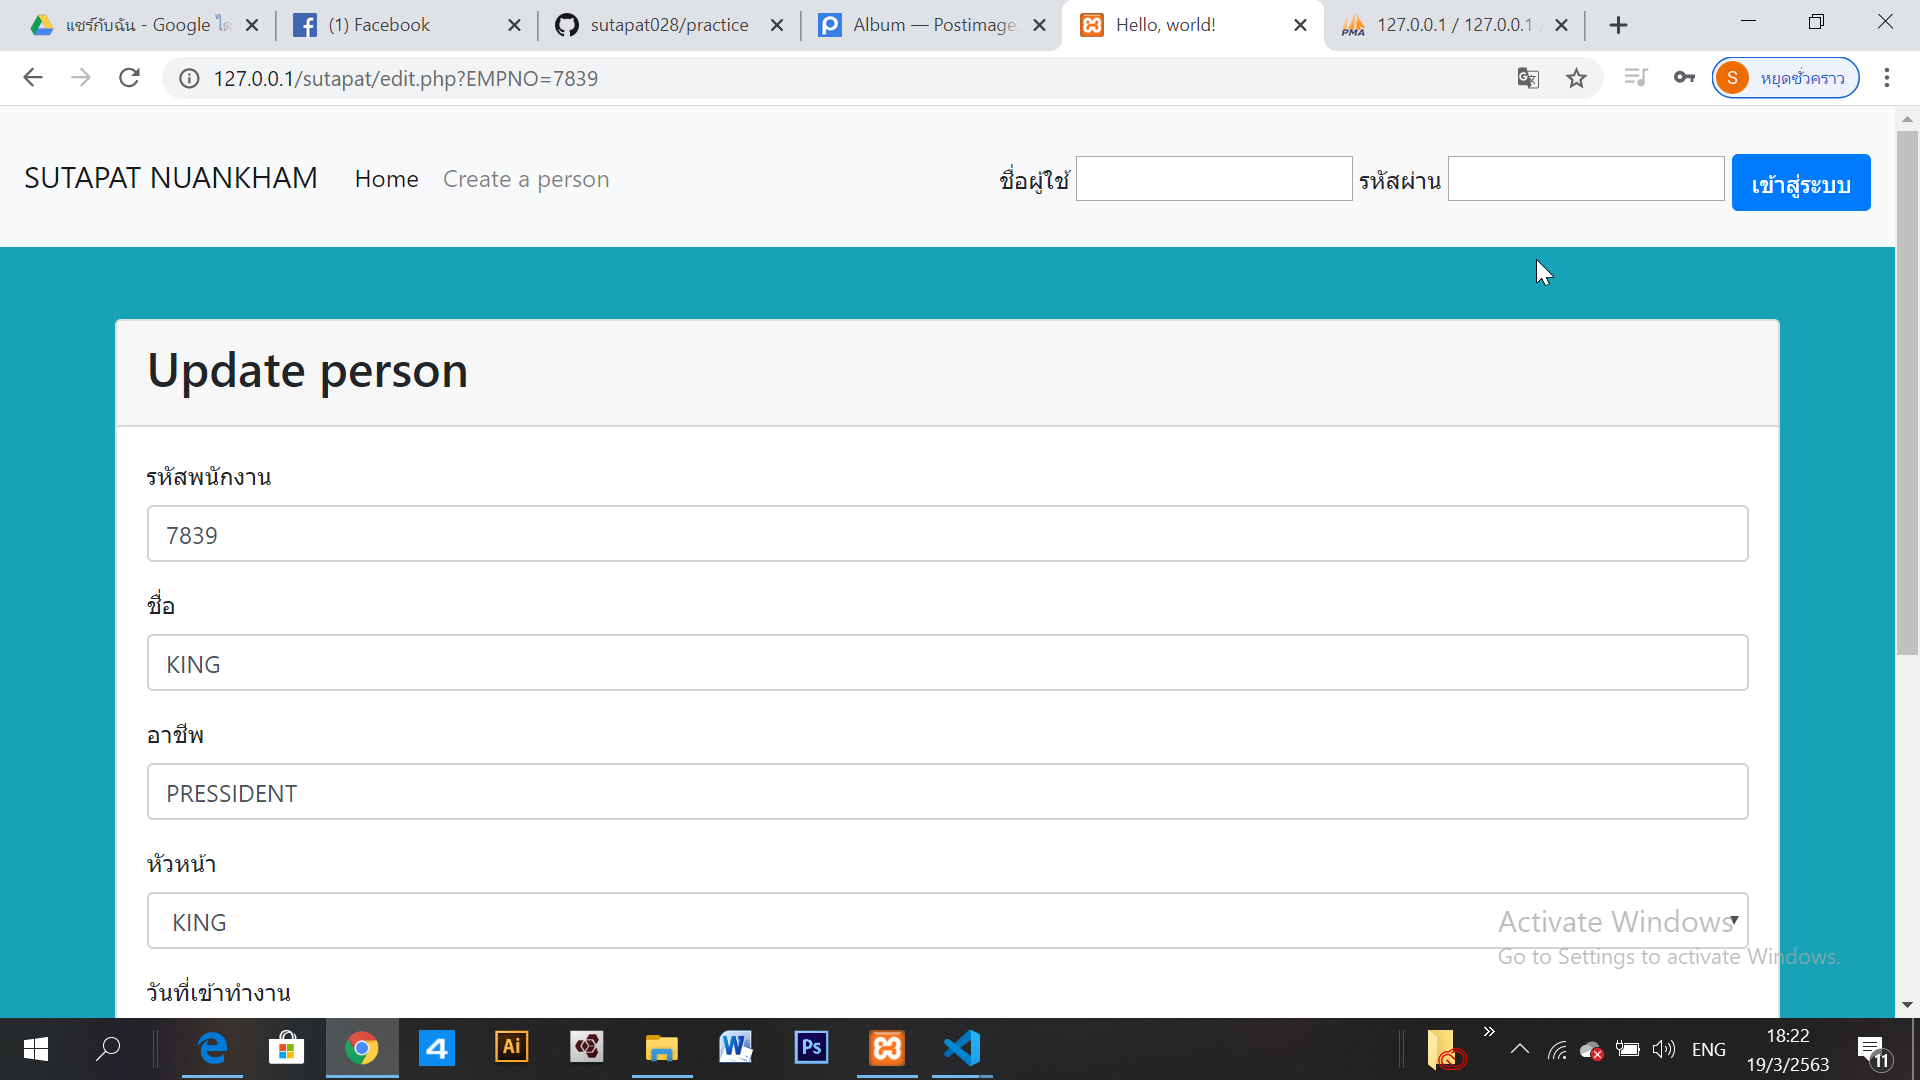 แชร์กับฉัน - Google ไ
(1) Facebook
sutapat028/practice
Album — Postimage
Hello, world!
127.0.0.1 / 127.0.0.1
127.0.0.1/sutapat/edit.php?EMPNO=7839
S หยุดชั่วคราว
SUTAPAT NUANKHAM
Home
Create a person
ชื่อผู้ใช้
รหัสผ่าน
เข้าสู่ระบบ
Update person
รหัสพนักงาน
7839
ชื่อ
KING
อาชีพ
PRESSIDENT
หัวหน้า
KING
Activate Windows
Go to Settings to activate Windows.
วันที่เข้าทำงาน
ENG
18:22
19/3/2563
11